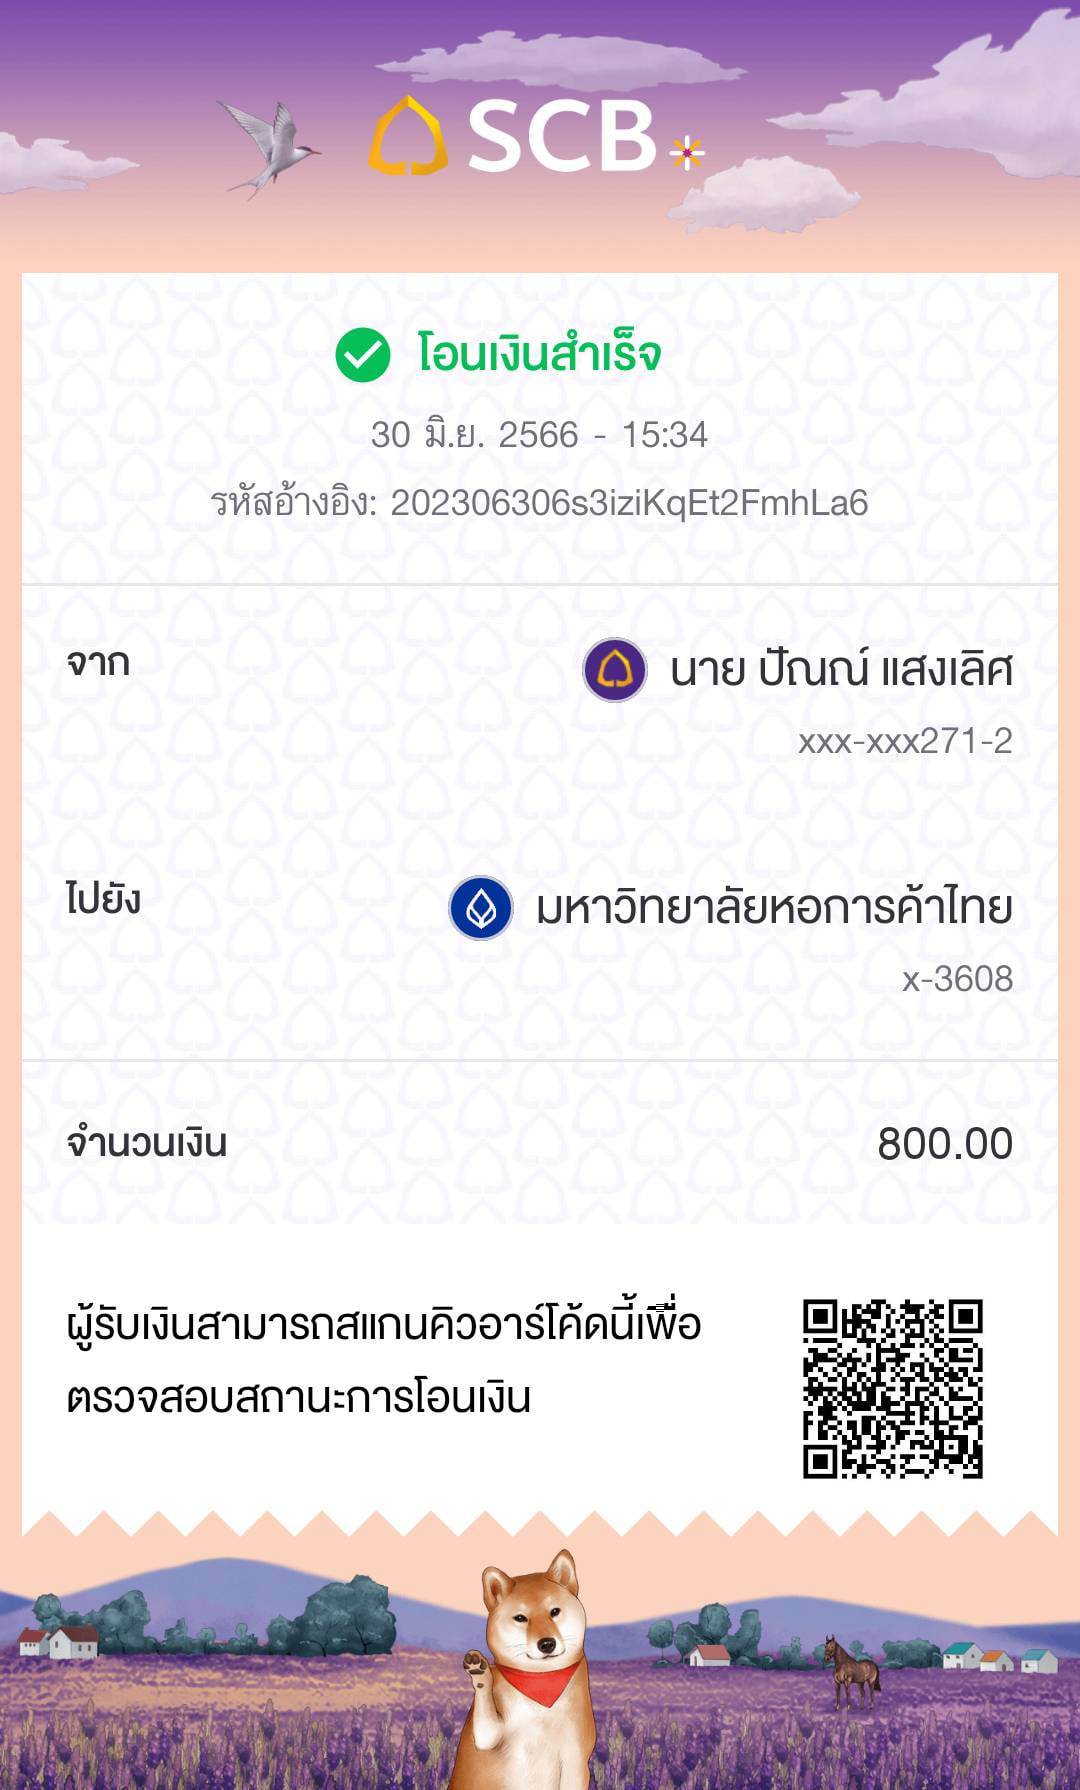 SCB
โอนเงินสำเร็จ
30 มิ.ย. 2566 - 15:34
รหัสอ้างอิง: 202306306s3iziKqEt2FmhLa6
จาก
นาย ปัณณ์ แสงเลิศ
xxx-xxx271-2
ไปยัง
มหาวิทยาลัยหอการค้าไทย
x-3608
จำนวนเงิน
800.00
ผู้รับเงินสามารถสแกนคิวอาร์โค้ดนี้เพื่อ
ตรวจสอบสถานะการโอนเงิน